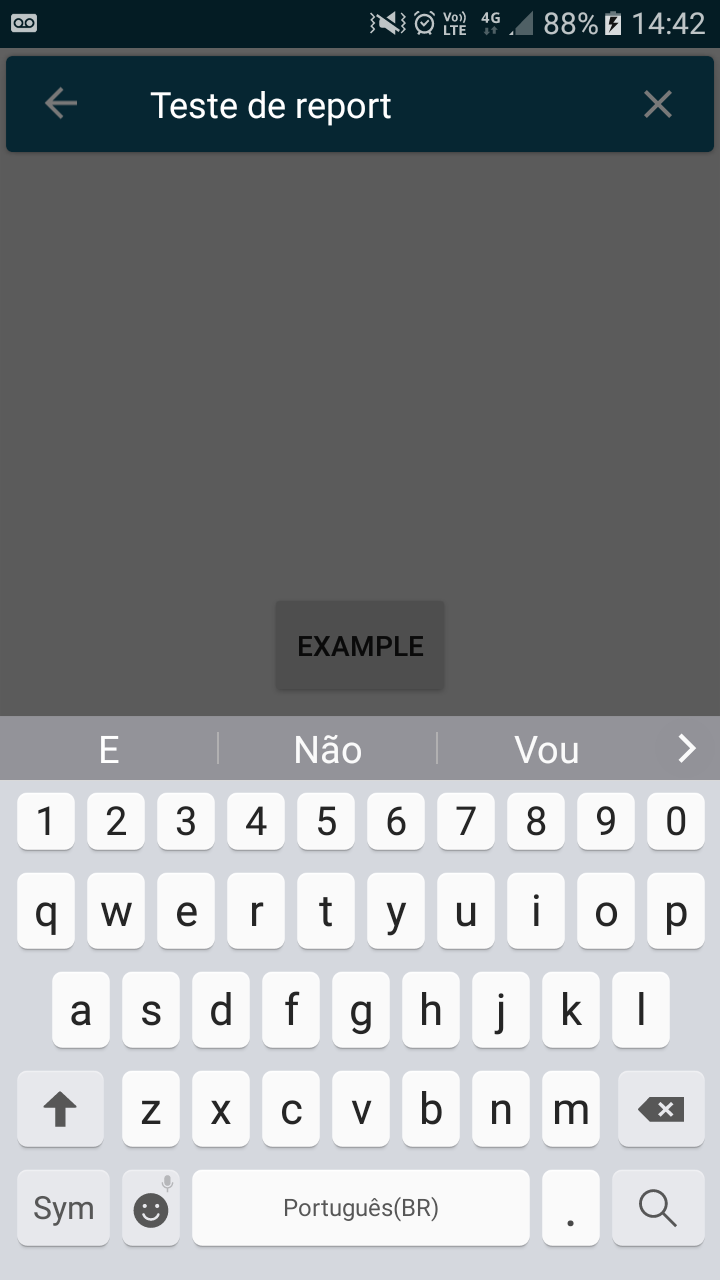 Vo) LTE 4G 88% 14:42
Teste de report
EXAMPLE
E Não Vou
1 2 3 4 5 6 7 8 9 0
q w e r t y u i o p
a s d f g h j k l
z x c v b n m
Sym Português(BR) .